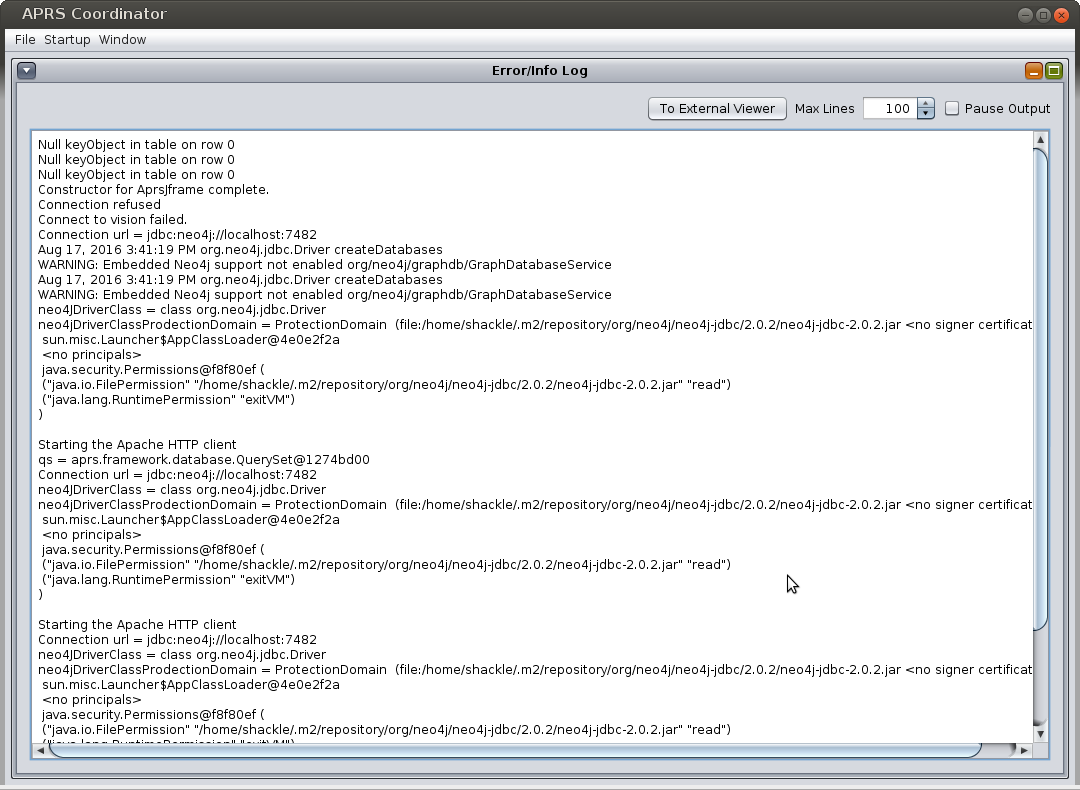 APRS Coordinator
File Startup Window
Error/Info Log
To External Viewer Max Lines 100 Pause Output
Null keyObject in table on row 0
Null keyObject in table on row 0
Null keyObject in table on row 0
Constructor for AprsJframe complete.
Connection refused
Connect to vision failed.
Connection url = jdbc:neo4j://localhost:7482
Aug 17, 2016 3:41:19 PM org.neo4j.jdbc.Driver createDatabases
WARNING: Embedded Neo4j support not enabled org/neo4j/graphdb/GraphDatabaseService
Aug 17, 2016 3:41:19 PM org.neo4j.jdbc.Driver createDatabases
WARNING: Embedded Neo4j support not enabled org/neo4j/graphdb/GraphDatabaseService
neo4JDriverClass = class org.neo4j.jdbc.Driver
neo4jDriverClassProdectionDomain = ProtectionDomain  (file:/home/shackle/.m2/repository/org/neo4j/neo4j-jdbc/2.0.2/neo4j-jdbc-2.0.2.jar <no signer certificat
sun.misc.Launcher$AppClassLoader@4e0e2f2a
<no principals>
java.security.Permissions@f8f80ef (
("java.io.FilePermission" "/home/shackle/.m2/repository/org/neo4j/neo4j-jdbc/2.0.2/neo4j-jdbc-2.0.2.jar" "read")
("java.lang.RuntimePermission" "exitVM")
)
Starting the Apache HTTP client
qs = aprs.framework.database.QuerySet@1274bd00
Connection url = jdbc:neo4j://localhost:7482
neo4JDriverClass = class org.neo4j.jdbc.Driver
neo4jDriverClassProdectionDomain = ProtectionDomain  (file:/home/shackle/.m2/repository/org/neo4j/neo4j-jdbc/2.0.2/neo4j-jdbc-2.0.2.jar <no signer certificat
sun.misc.Launcher$AppClassLoader@4e0e2f2a
<no principals>
java.security.Permissions@f8f80ef (
("java.io.FilePermission" "/home/shackle/.m2/repository/org/neo4j/neo4j-jdbc/2.0.2/neo4j-jdbc-2.0.2.jar" "read")
("java.lang.RuntimePermission" "exitVM")
)
Starting the Apache HTTP client
Connection url = jdbc:neo4j://localhost:7482
neo4JDriverClass = class org.neo4j.jdbc.Driver
neo4jDriverClassProdectionDomain = ProtectionDomain  (file:/home/shackle/.m2/repository/org/neo4j/neo4j-jdbc/2.0.2/neo4j-jdbc-2.0.2.jar <no signer certificat
sun.misc.Launcher$AppClassLoader@4e0e2f2a
<no principals>
java.security.Permissions@f8f80ef (
("java.io.FilePermission" "/home/shackle/.m2/repository/org/neo4j/neo4j-jdbc/2.0.2/neo4j-jdbc-2.0.2.jar" "read")